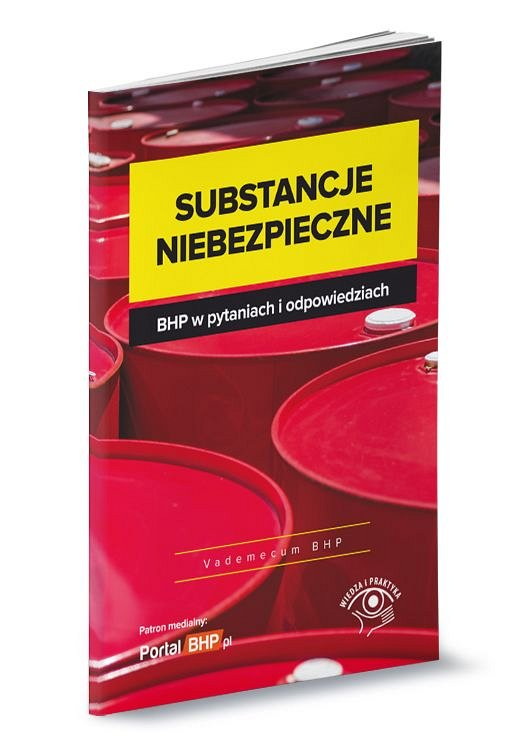 SUBSTANCJE
NIEBEZPIECZNE
BHP w pytaniach i odpowiedziach
Vademecum BHP
WIEDZA I PRAKTYKA
Patron medialny:
Portal BHP.pl